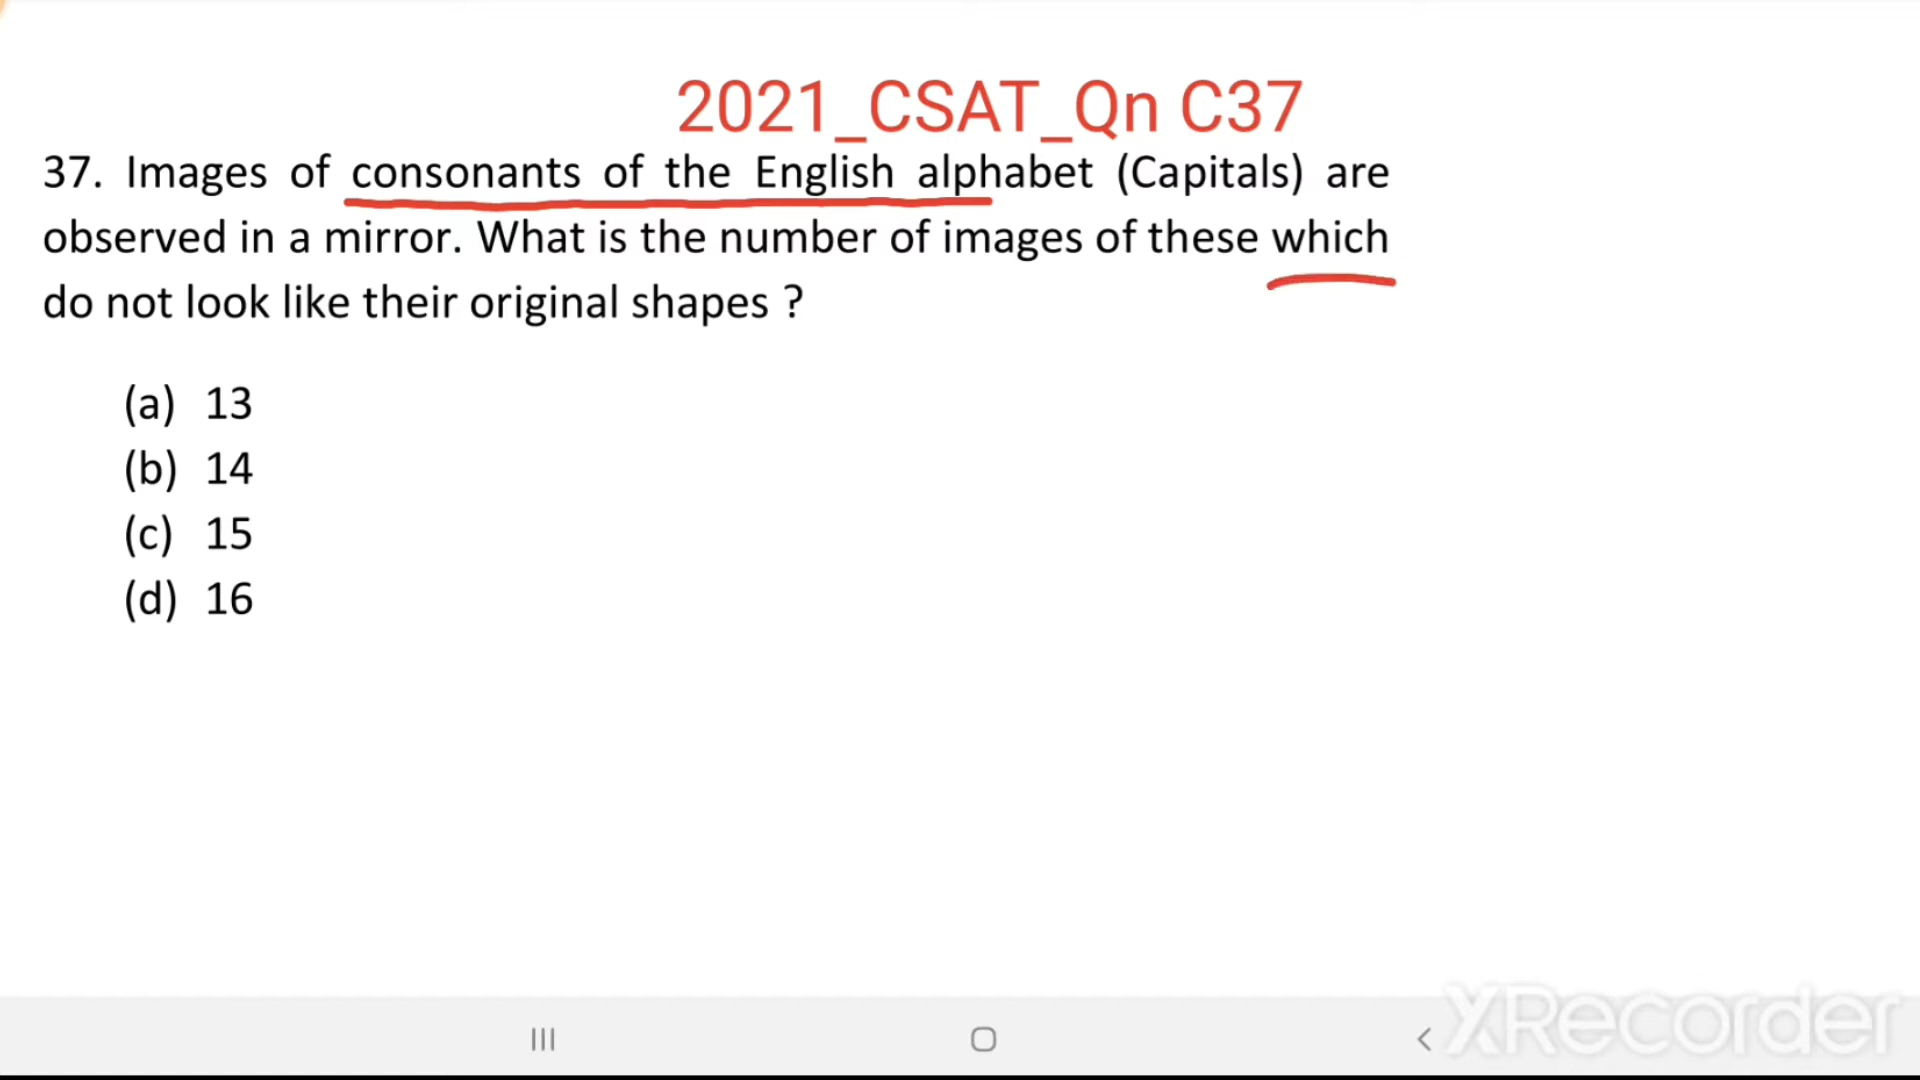 2021_CSAT_Qn C37
37. Images of consonants of the English alphabet (Capitals) are
observed in a mirror. What is the number of images of these which
do not look like their original shapes ?
(a) 13
(b) 14
(c) 15
(d) 16
XRecorder